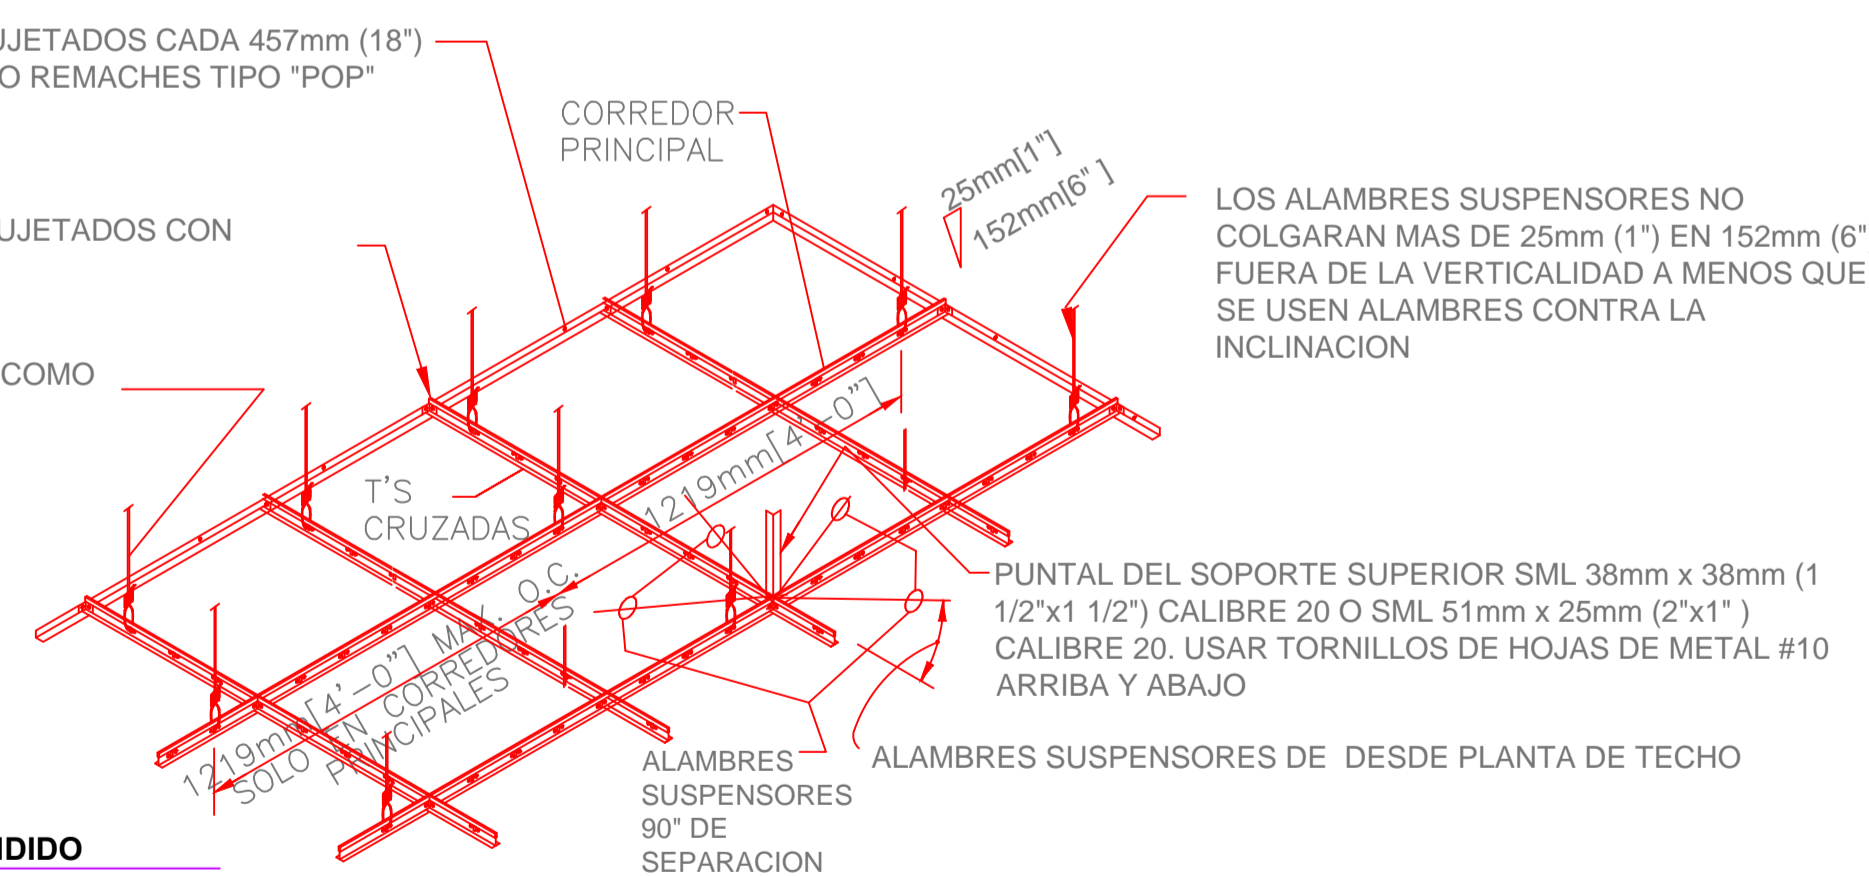 UJETADOS CADA 457mm (18")
O REMACHES TIPO "POP"
CORREDOR
PRINCIPAL
25mm[1"]
152mm[6" ]
LOS ALAMBRES SUSPENSORES NO
COLGARAN MAS DE 25mm (1") EN 152mm (6"
FUERA DE LA VERTICALIDAD A MENOS QUE
SE USEN ALAMBRES CONTRA LA
INCLINACION
UJETADOS CON
COMO
T'S
CRUZADAS
1219mm[4'-0"]
1219mm[4'-0"] MAX. O.C.
SOLO EN CORREDORES
PRINCIPALES
PUNTAL DEL SOPORTE SUPERIOR SML 38mm x 38mm (1
1/2"x1 1/2") CALIBRE 20 O SML 51mm x 25mm (2"x1" )
CALIBRE 20. USAR TORNILLOS DE HOJAS DE METAL #10
ARRIBA Y ABAJO
ALAMBRES
SUSPENSORES
90" DE
SEPARACION
ALAMBRES SUSPENSORES DE  DESDE PLANTA DE TECHO
NDIDO